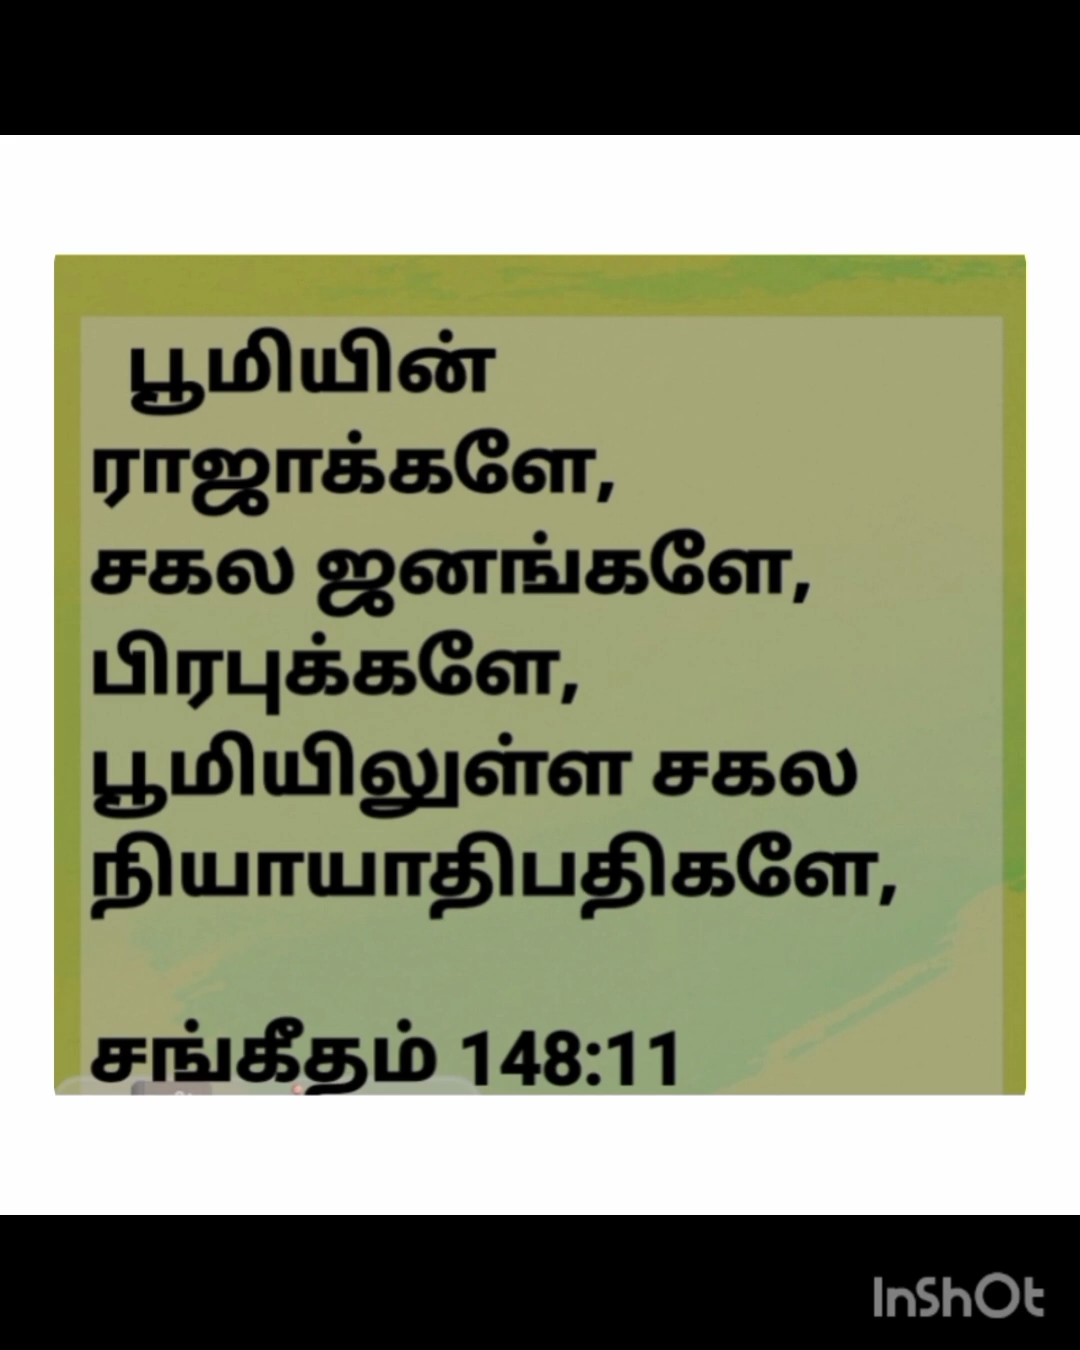 பூமியின்
ராஜாக்களே,
சகல ஜனங்களே,
பிரபுக்களே,
பூமியிலுள்ள சகல
நியாயாதிபதிகளே,
சங்கீதம் 148:11
InShOt